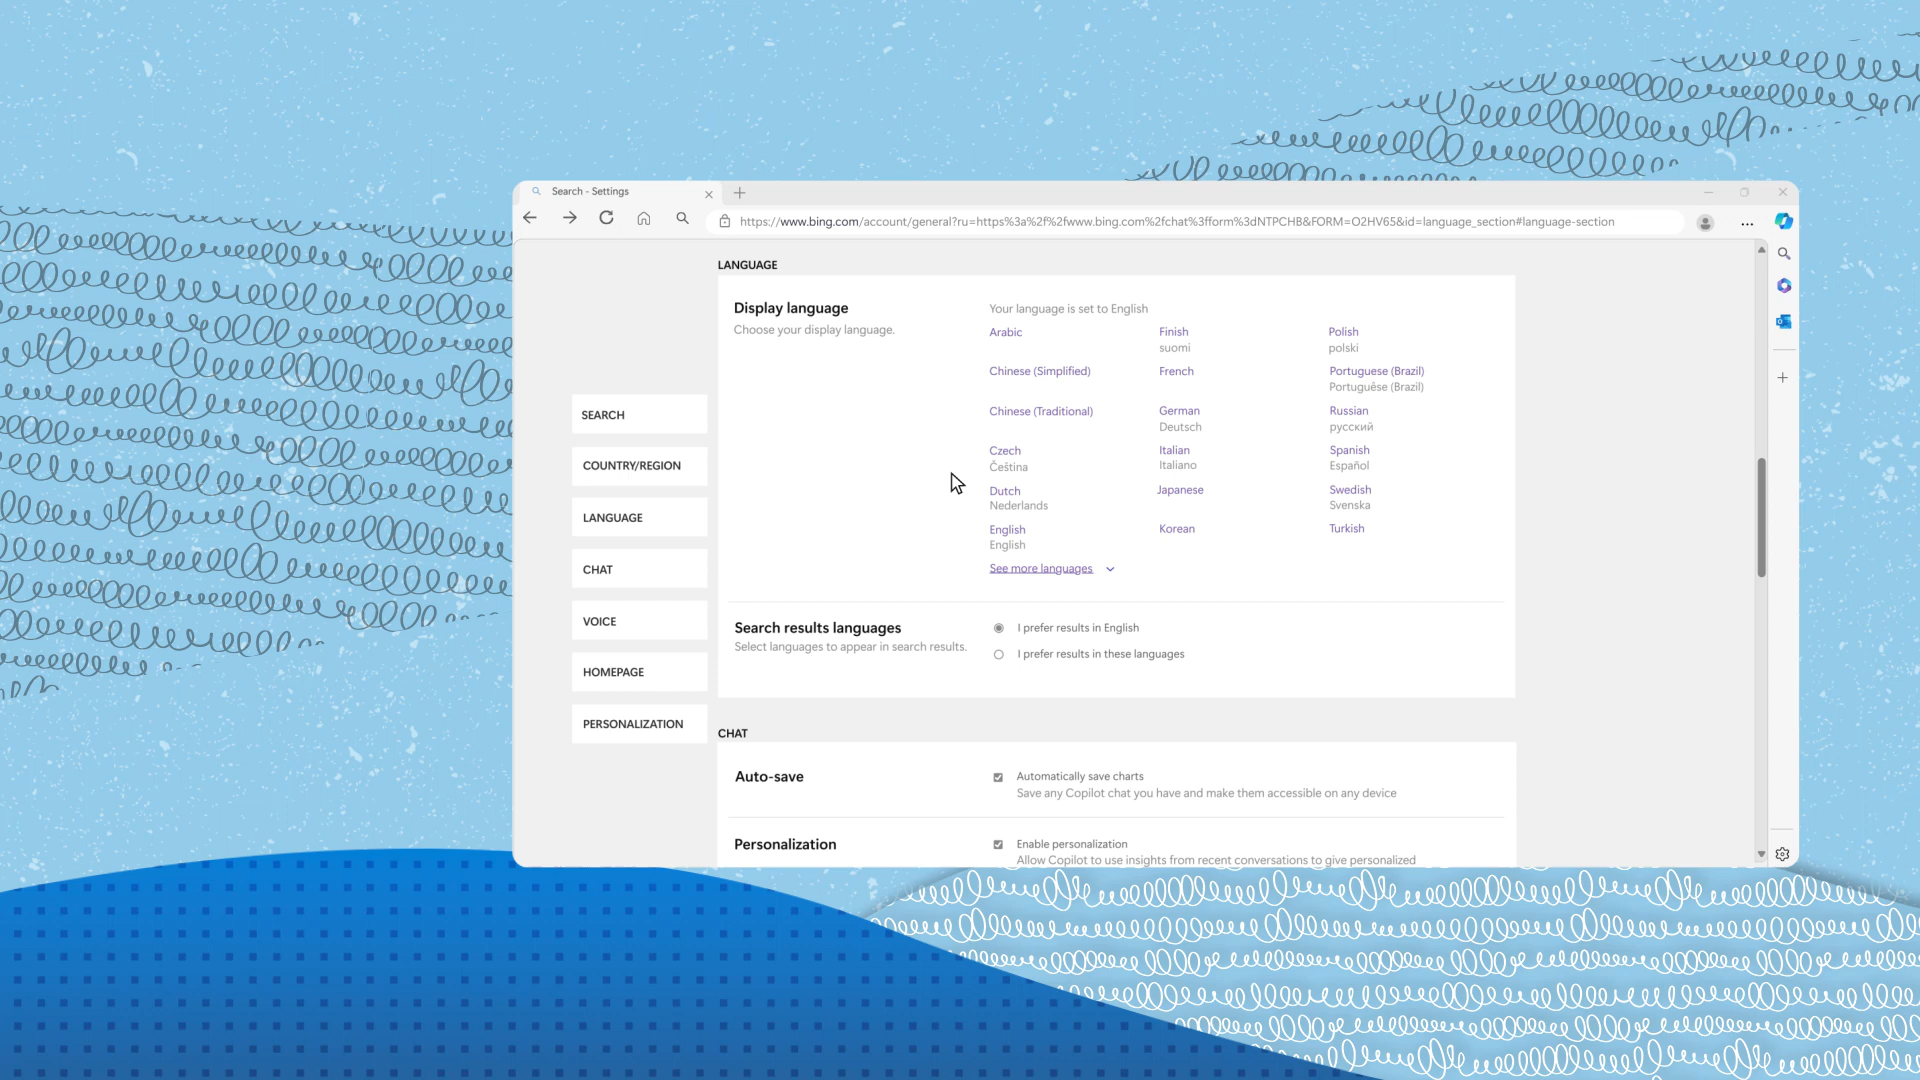 Search - Settings
https://www.bing.com/account/general?ru=https%3a%2f%2fwww.bing.com%2fchat%3fform%3dNTPCHB&FORM=O2HV65&id=language_section#language-section
SEARCH
COUNTRY/REGION
LANGUAGE
CHAT
VOICE
HOMEPAGE
PERSONALIZATION
LANGUAGE
Display language
Choose your display language.
Your language is set to English
Arabic
Chinese (Simplified)
Chinese (Traditional)
Czech
Čeština
Dutch
Nederlands
English
English
Finish
suomi
French
German
Deutsch
Italian
Italiano
Japanese
Korean
Polish
polski
Portuguese (Brazil)
Português (Brazil)
Russian
русский
Spanish
Español
Swedish
Svenska
Turkish
See more languages
Search results languages
Select languages to appear in search results.
I prefer results in English
I prefer results in these languages
CHAT
Auto-save
Automatically save charts
Save any Copilot chat you have and make them accessible on any device
Personalization
Enable personalization
Allow Copilot to use insights from recent conversations to give personalized